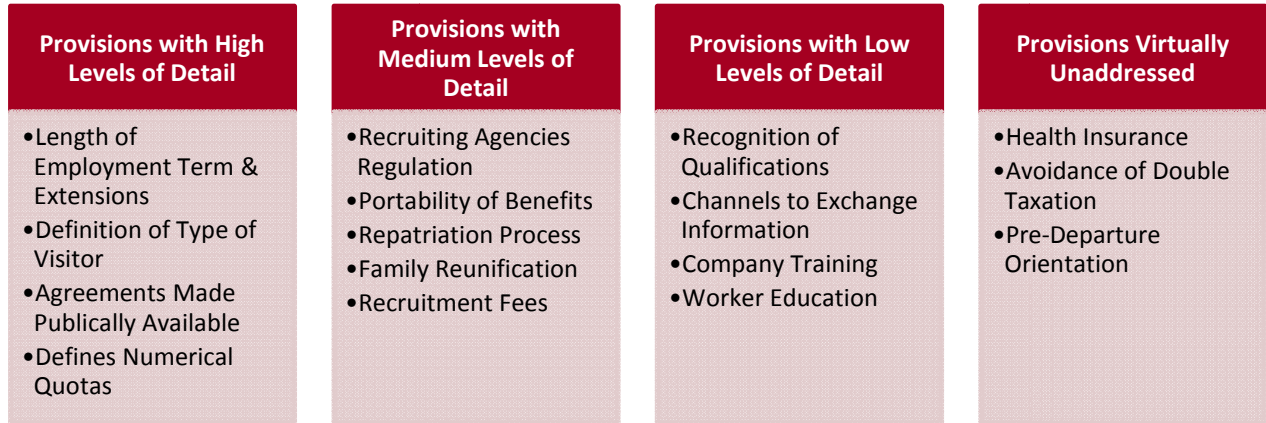 Provisions with High
Levels of Detail
•Length of
Employment Term &
Extensions
•Definition of Type of
Visitor
•Agreements Made
Publically Available
•Defines Numerical
Quotas
Provisions with
Medium Levels of
Detail
•Recruiting Agencies
Regulation
•Portability of Benefits
•Repatriation Process
•Family Reunification
•Recruitment Fees
Provisions with Low
Levels of Detail
•Recognition of
Qualifications
•Channels to Exchange
Information
•Company Training
•Worker Education
Provisions Virtually
Unaddressed
•Health Insurance
•Avoidance of Double
Taxation
•Pre-Departure
Orientation